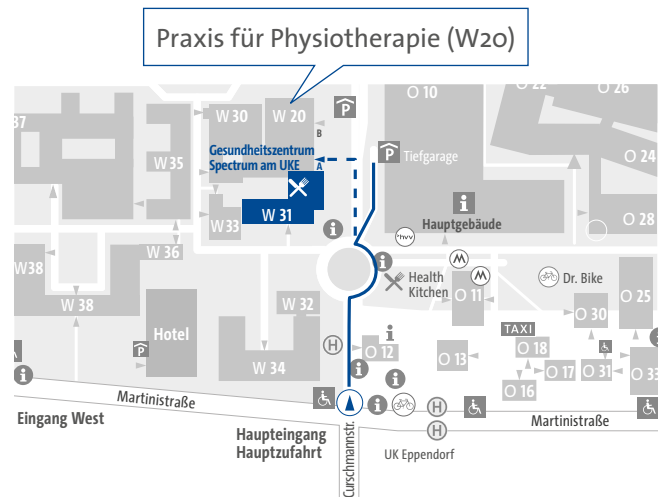 Praxis für Physiotherapie (W20)
37
W 30
W 20
B
O 10
O 22
O 26
P
W 35
Gesundheitszentrum
Spectrum am UKE
A
P
Tiefgarage
O 24
W 31
W 33
i
Hauptgebäude
O 28
i
hvv
W 36
W38
i
M
M
Health
Kitchen
Dr. Bike
W 38
W 32
O 11
O 25
O 30
Hotel
TAXI
P
H
i
O 12
O 18
W 34
O 13
O 17
O 31
O 33
i
i
i
O 16
i
Martinistraße
H
Martinistraße
Eingang West
Haupteingang
Hauptzufahrt
H
UK Eppendorf
Curschmannstr.